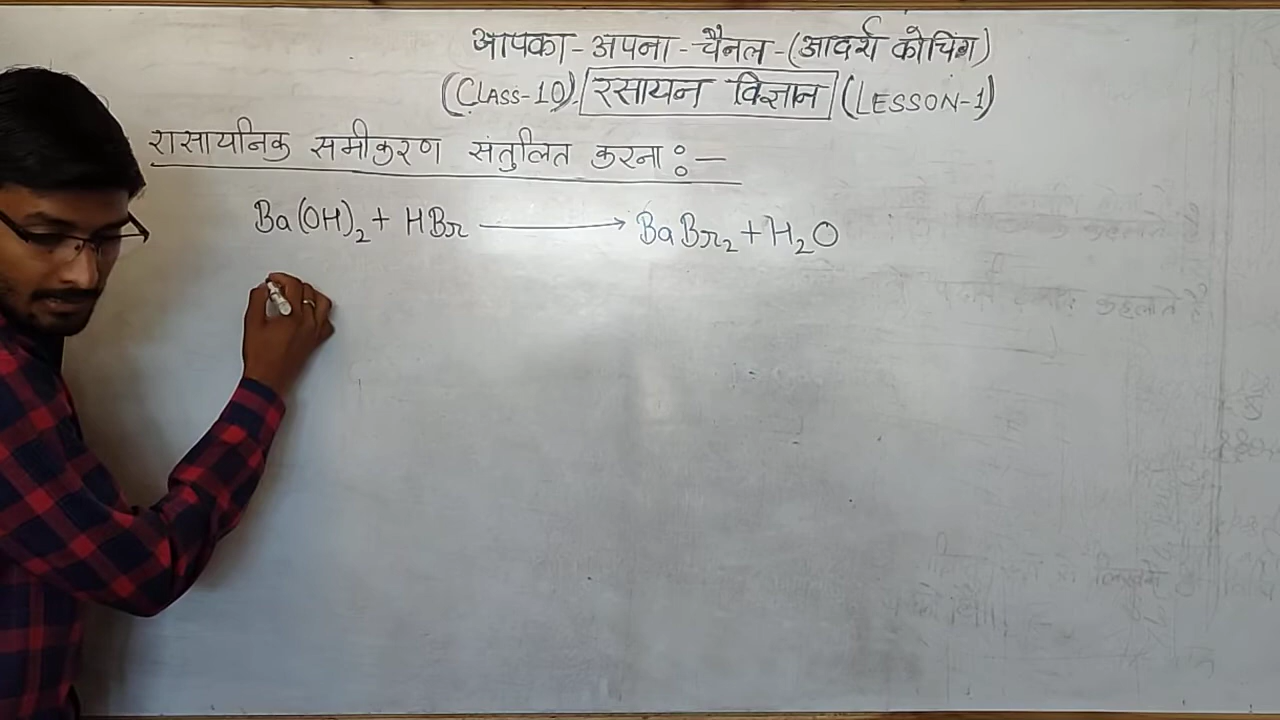 आपका-अपना-चैनल-(आदर्श कोचिंग)
(CLASS-10) रसायन विज्ञान (LESSON-1)
रासायनिक समीकरण संतुलित करना:-
Ba(OH)₂ + HBr ⟶ BaBr₂ + H₂O
कहलाते हैं